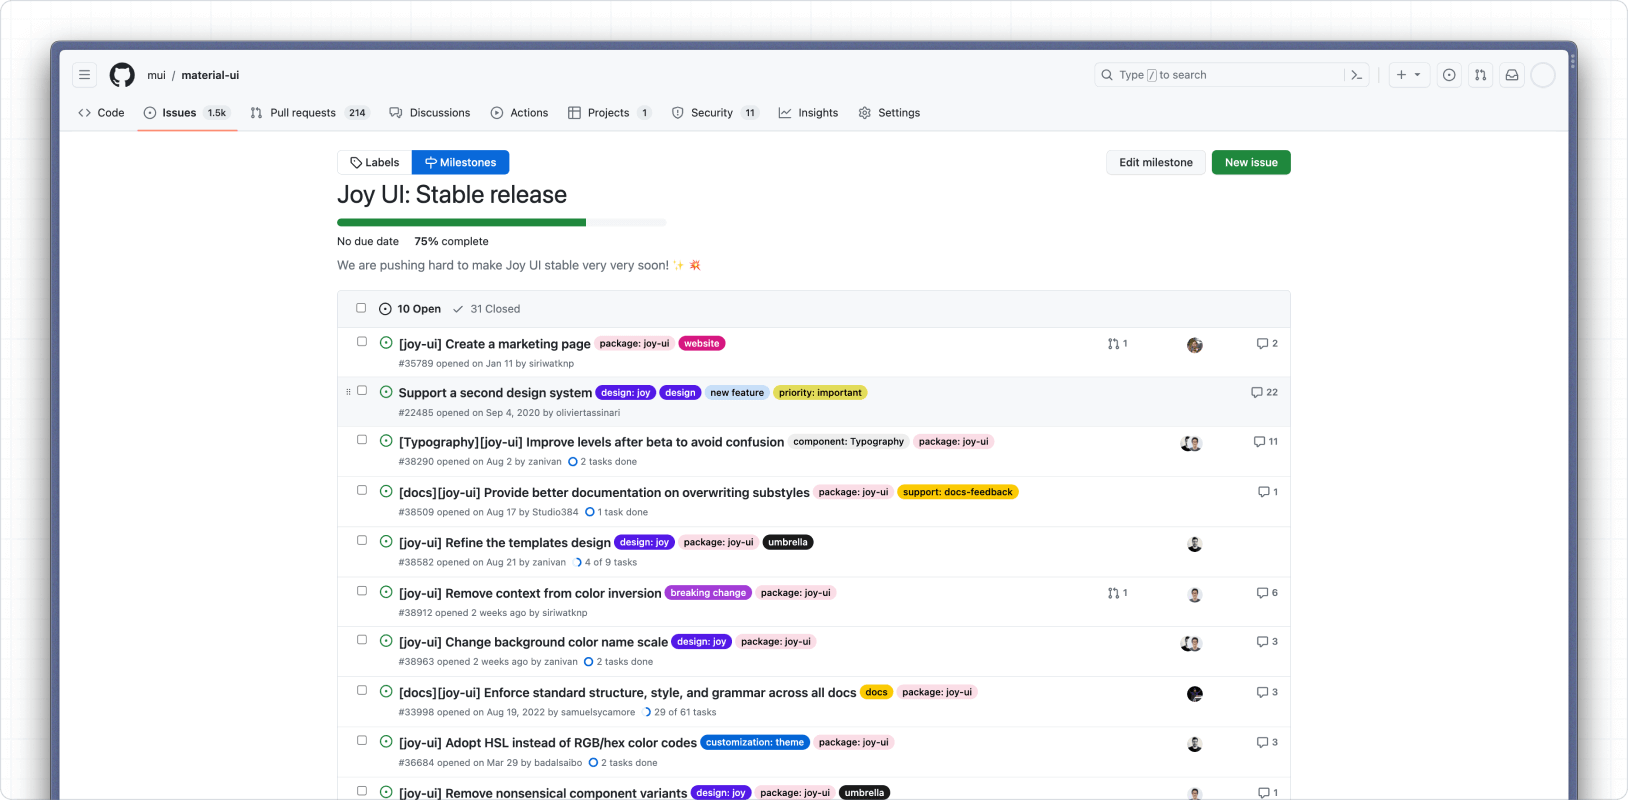 mui / material-ui
Type / to search
Code Issues 1.5k Pull requests 214 Discussions Actions Projects 1 Security 11 Insights Settings
Labels Milestones
Edit milestone New issue
Joy UI: Stable release
No due date 75% complete
We are pushing hard to make Joy UI stable very very soon! ✨ 💥
10 Open 31 Closed
[joy-ui] Create a marketing page package: joy-ui website 1 2
#35789 opened on Jan 11 by siriwatknp
Support a second design system design: joy design new feature priority: important 22
#22485 opened on Sep 4, 2020 by oliviertassinari
[Typography][joy-ui] Improve levels after beta to avoid confusion component: Typography package: joy-ui 11
#38290 opened on Aug 2 by zanivan 2 tasks done
[docs][joy-ui] Provide better documentation on overwriting substyles package: joy-ui support: docs-feedback 1
#38509 opened on Aug 17 by Studio384 1 task done
[joy-ui] Refine the templates design design: joy package: joy-ui umbrella
#38582 opened on Aug 21 by zanivan 4 of 9 tasks
[joy-ui] Remove context from color inversion breaking change package: joy-ui 1 6
#38912 opened 2 weeks ago by siriwatknp
[joy-ui] Change background color name scale design: joy package: joy-ui 3
#38963 opened 2 weeks ago by zanivan 2 tasks done
[docs][joy-ui] Enforce standard structure, style, and grammar across all docs docs package: joy-ui 3
#33998 opened on Aug 19, 2022 by samuelsycamore 29 of 61 tasks
[joy-ui] Adopt HSL instead of RGB/hex color codes customization: theme package: joy-ui 3
#36684 opened on Mar 29 by badalsaibo 2 tasks done
[joy-ui] Remove nonsensical component variants design: joy package: joy-ui umbrella 1